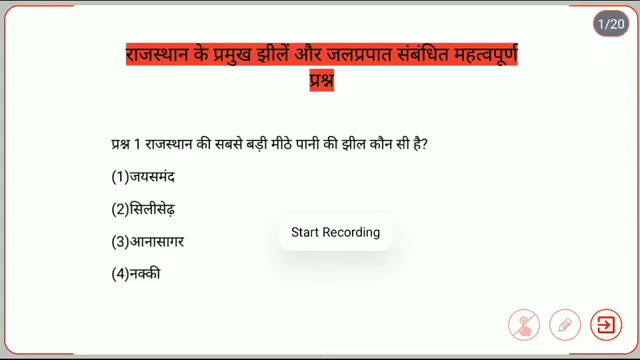 1/20
राजस्थान के प्रमुख झीलें और जलप्रपात संबंधित महत्वपूर्ण
प्रश्न
प्रश्न 1 राजस्थान की सबसे बड़ी मीठे पानी की झील कौन सी है?
(1)जयसमंद
(2)सिलीसेढ़
(3)आनासागर
(4)नक्की
Start Recording